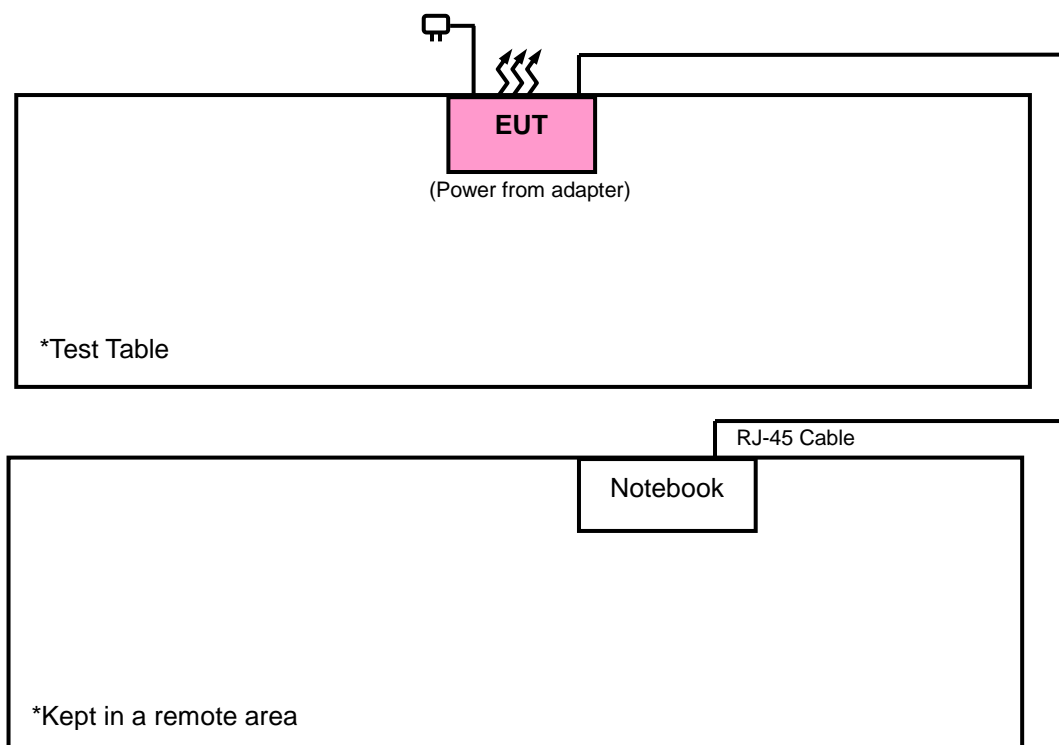 EUT
(Power from adapter)
*Test Table
RJ-45 Cable
Notebook
*Kept in a remote area